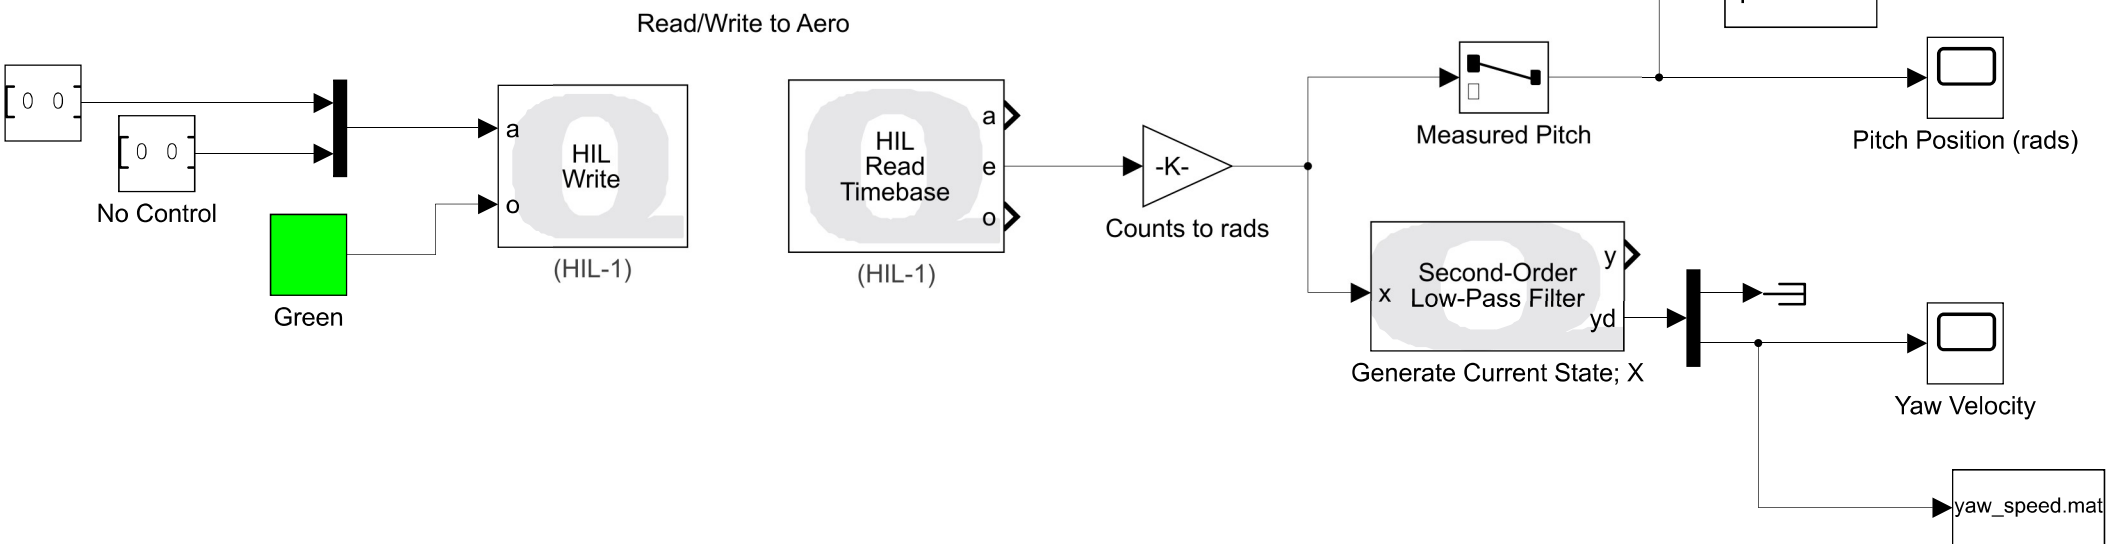 Read/Write to Aero
[0 0]
[0 0]
No Control
Green
a
o
HIL
Write
(HIL-1)
HIL
Read
Timebase
a
e
o
(HIL-1)
-K-
Counts to rads
Measured Pitch
Pitch Position (rads)
x
Second-Order
Low-Pass Filter
y
yd
Generate Current State; X
Yaw Velocity
yaw_speed.mat